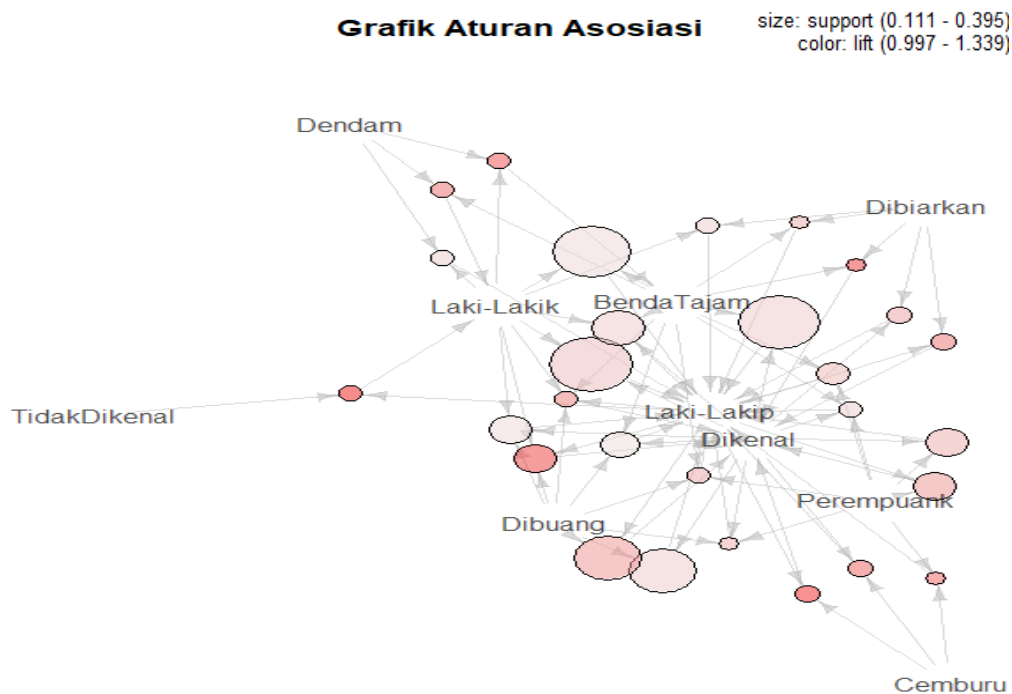 Grafik Aturan Asosiasi
size: support (0.111 - 0.395)
color: lift (0.997 - 1.339)
Dendam
Dibiarkan
Laki-Lakik
BendaTajam
TidakDikenal
Laki-Lakip
Dikenal
Perempuank
Dibuang
Cemburu